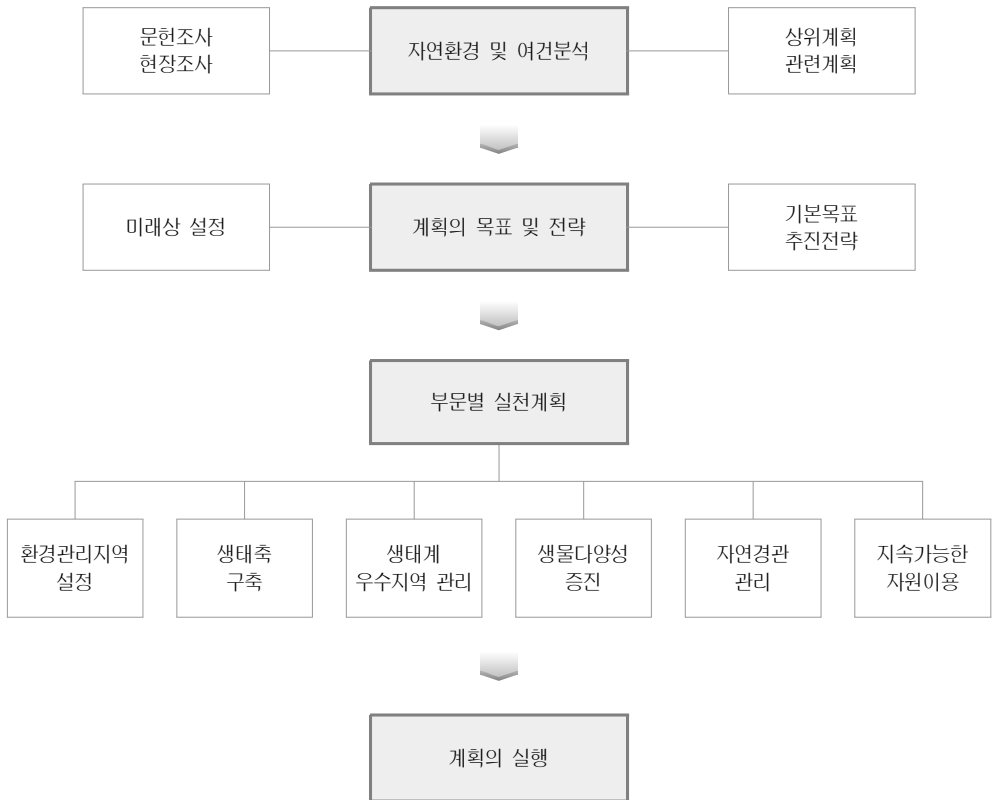 문헌조사
현장조사
자연환경 및 여건분석
상위계획
관련계획
미래상 설정
계획의 목표 및 전략
기본목표
추진전략
부문별 실천계획
환경관리지역
설정
생태축
구축
생태계
우수지역 관리
생물다양성
증진
자연경관
관리
지속가능한
자원이용
계획의 실행